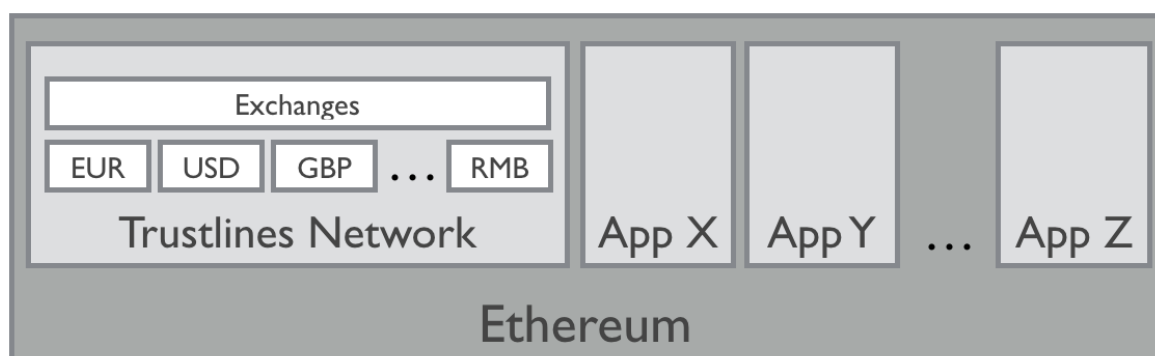 Exchanges
EUR USD GBP ... RMB
Trustlines Network App X App Y ... App Z
Ethereum